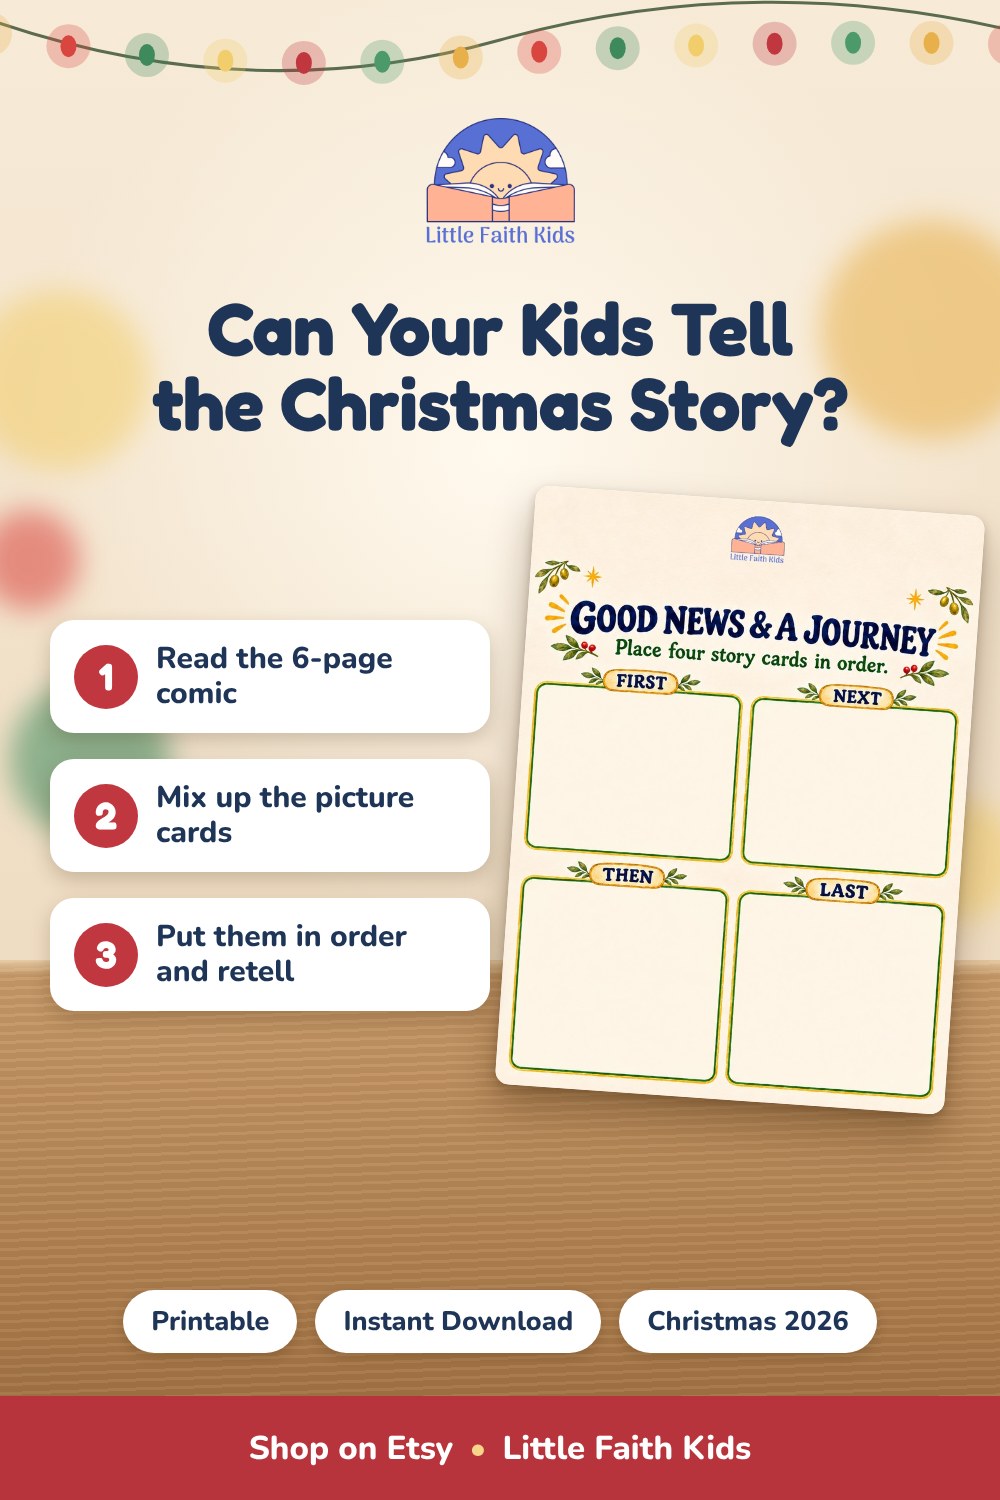 Little Faith Kids
Can Your Kids Tell
the Christmas Story?
1
Read the 6-page
comic
2
Mix up the picture
cards
3
Put them in order
and retell
Little Faith Kids
GOOD NEWS & A JOURNEY
Place four story cards in order.
FIRST
NEXT
THEN
LAST
Printable
Instant Download
Christmas 2026
Shop on Etsy • Little Faith Kids